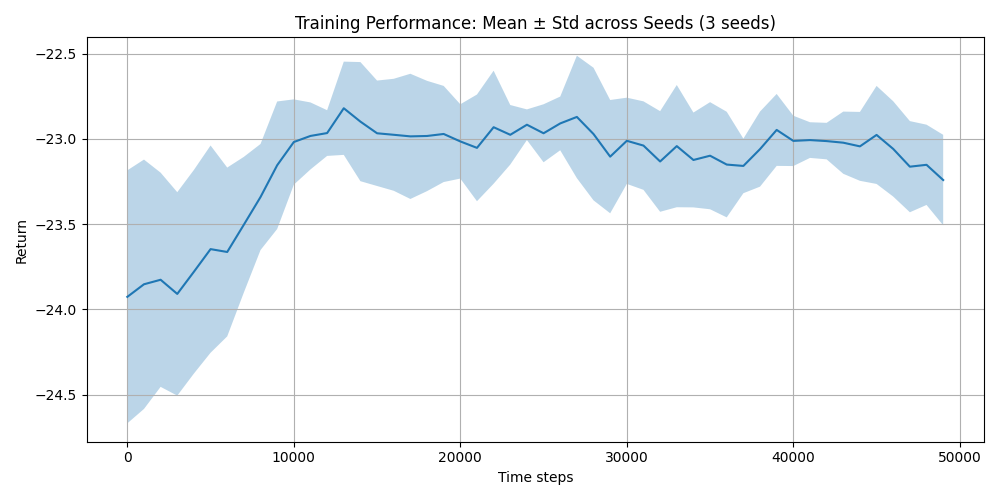 Training Performance: Mean ± Std across Seeds (3 seeds)
Return
−22.5
−23.0
−23.5
−24.0
−24.5
0 10000 20000 30000 40000 50000
Time steps